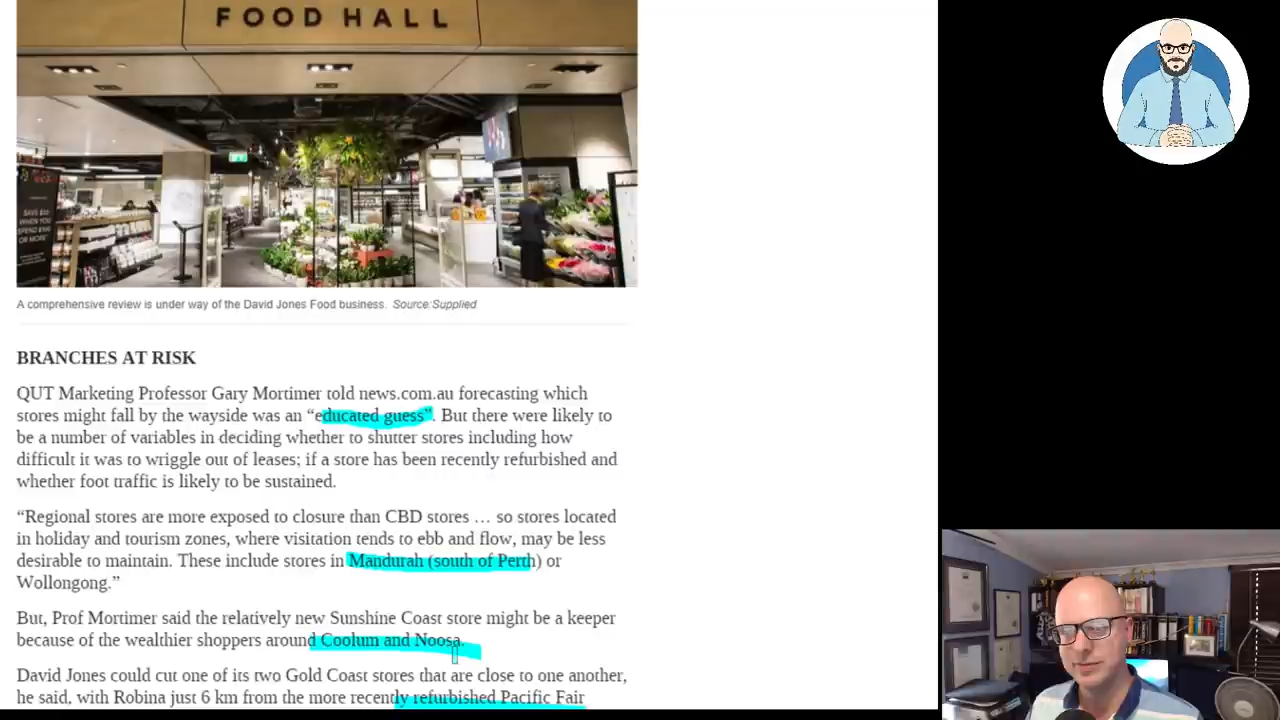 FOOD HALL
SAVE $10
WHEN YOU
SPEND $100
OR MORE*
A comprehensive review is under way of the David Jones Food business. Source:Supplied
BRANCHES AT RISK
QUT Marketing Professor Gary Mortimer told news.com.au forecasting which
stores might fall by the wayside was an “educated guess”. But there were likely to
be a number of variables in deciding whether to shutter stores including how
difficult it was to wriggle out of leases; if a store has been recently refurbished and
whether foot traffic is likely to be sustained.
“Regional stores are more exposed to closure than CBD stores … so stores located
in holiday and tourism zones, where visitation tends to ebb and flow, may be less
desirable to maintain. These include stores in Mandurah (south of Perth) or
Wollongong.”
But, Prof Mortimer said the relatively new Sunshine Coast store might be a keeper
because of the wealthier shoppers around Coolum and Noosa.
David Jones could cut one of its two Gold Coast stores that are close to one another,
he said, with Robina just 6 km from the more recently refurbished Pacific Fair